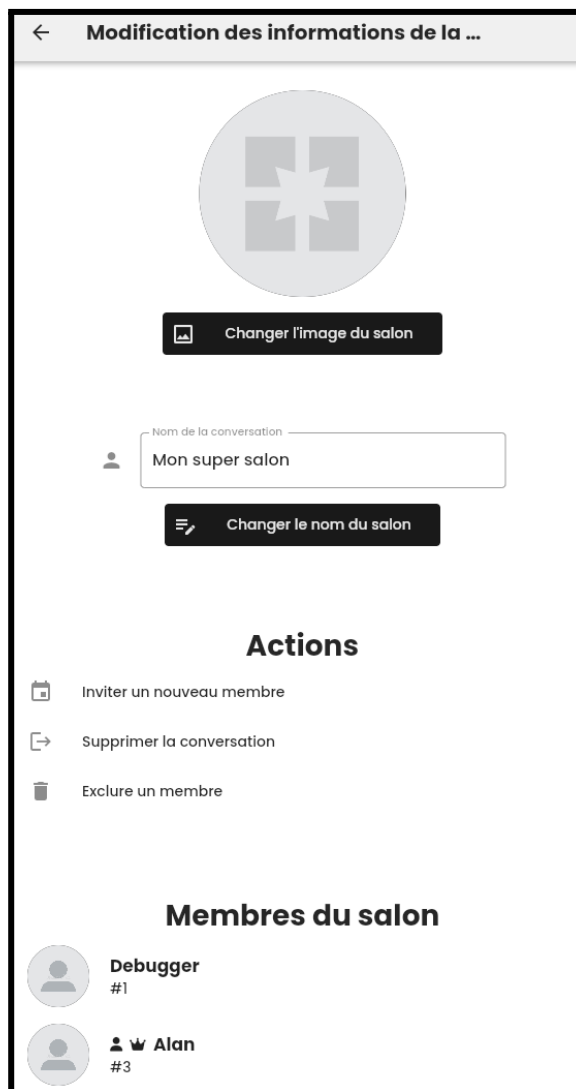 Modification des informations de la ...
Changer l'image du salon
Nom de la conversation
Mon super salon
Changer le nom du salon
Actions
Inviter un nouveau membre
Supprimer la conversation
Exclure un membre
Membres du salon
Debugger
#1
Alan
#3